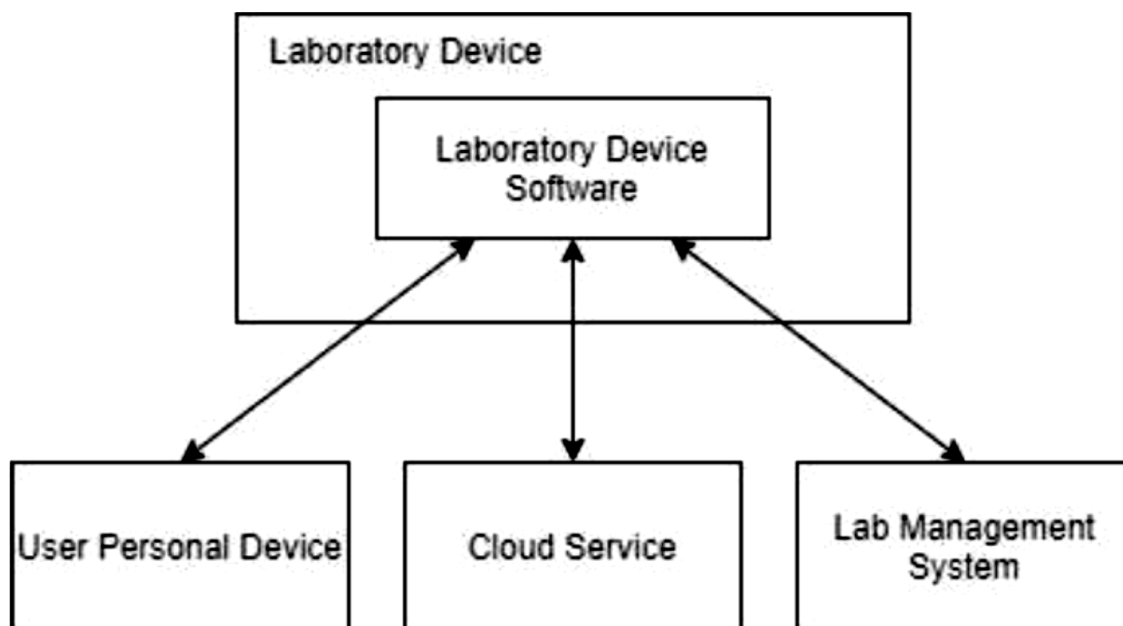 Laboratory Device
Laboratory Device
Software
User Personal Device
Cloud Service
Lab Management
System